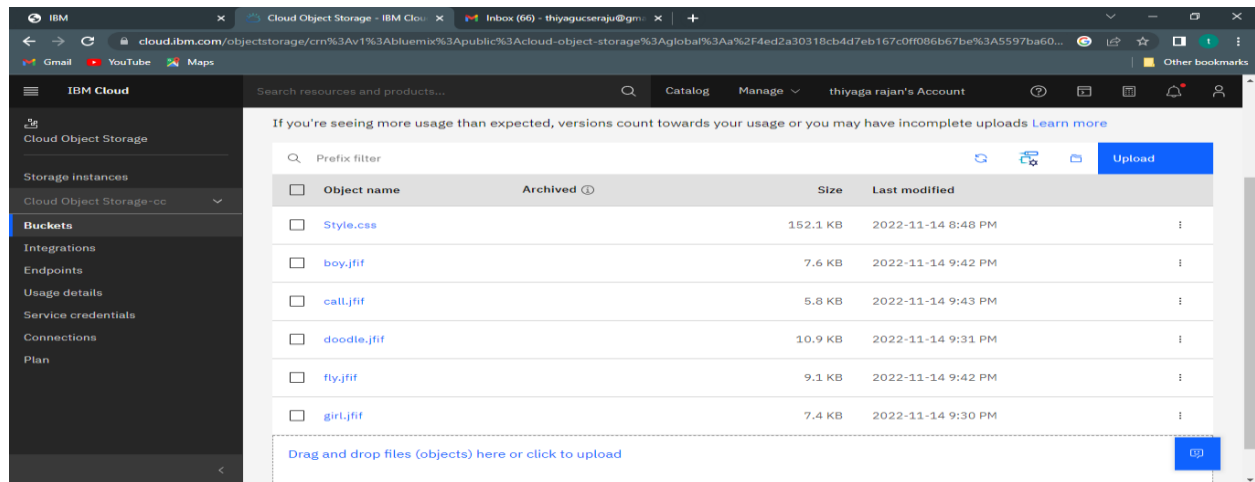 IBM
Cloud Object Storage - IBM Clou
Inbox (66) - thiyagucseraju@gma
cloud.ibm.com/objectstorage/crn%3Av1%3Abluemix%3Apublic%3Acloud-object-storage%3Aglobal%3Aa%2F4ed2a30318cb4d7eb167c0ff086b67be%3A5597ba60...
Gmail YouTube Maps Other bookmarks
IBM Cloud Search resources and products... Catalog Manage thiyaga rajan's Account
Cloud Object Storage
Storage instances
Cloud Object Storage-cc
Buckets
Integrations
Endpoints
Usage details
Service credentials
Connections
Plan
If you're seeing more usage than expected, versions count towards your usage or you may have incomplete uploads Learn more
Prefix filter Upload
Object name Archived Size Last modified
Style.css 152.1 KB 2022-11-14 8:48 PM
boy.jfif 7.6 KB 2022-11-14 9:42 PM
call.jfif 5.8 KB 2022-11-14 9:43 PM
doodle.jfif 10.9 KB 2022-11-14 9:31 PM
fly.jfif 9.1 KB 2022-11-14 9:42 PM
girl.jfif 7.4 KB 2022-11-14 9:30 PM
Drag and drop files (objects) here or click to upload